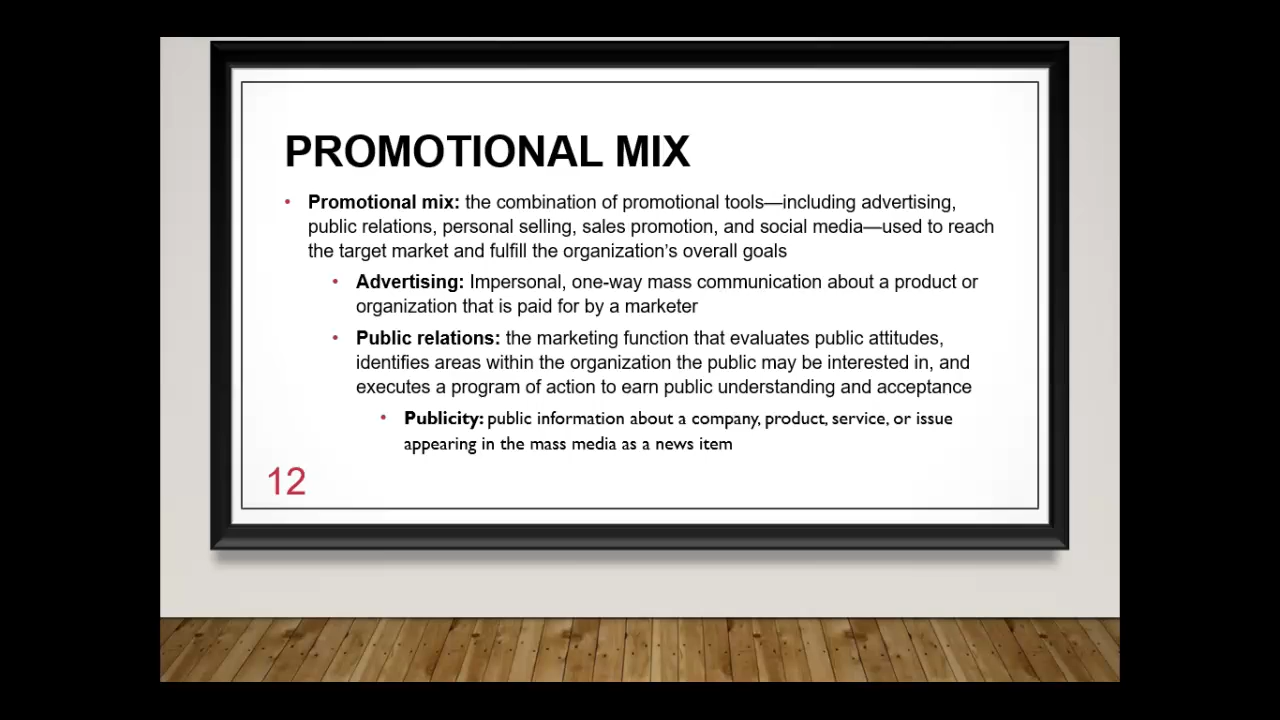 PROMOTIONAL MIX
• Promotional mix: the combination of promotional tools—including advertising,
public relations, personal selling, sales promotion, and social media—used to reach
the target market and fulfill the organization's overall goals
• Advertising: Impersonal, one-way mass communication about a product or
organization that is paid for by a marketer
• Public relations: the marketing function that evaluates public attitudes,
identifies areas within the organization the public may be interested in, and
executes a program of action to earn public understanding and acceptance
• Publicity: public information about a company, product, service, or issue
appearing in the mass media as a news item
12